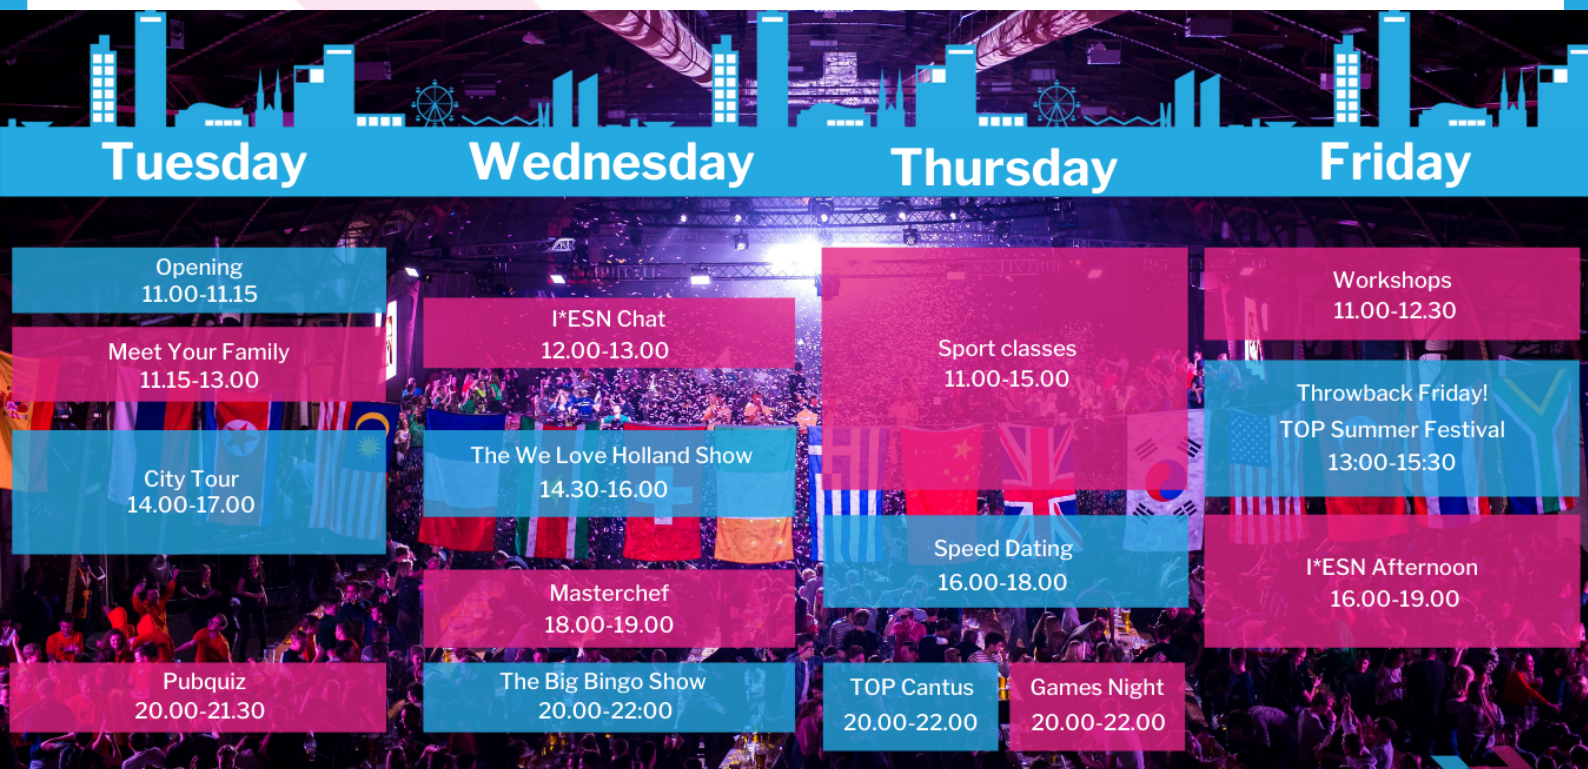 Tuesday
Opening
11.00-11.15
Meet Your Family
11.15-13.00
City Tour
14.00-17.00
Pubquiz
20.00-21.30
Wednesday
I*ESN Chat
12.00-13.00
The We Love Holland Show
14.30-16.00
Masterchef
18.00-19.00
The Big Bingo Show
20.00-22:00
Thursday
Sport classes
11.00-15.00
Speed Dating
16.00-18.00
TOP Cantus
20.00-22.00
Games Night
20.00-22.00
Friday
Workshops
11.00-12.30
Throwback Friday!
TOP Summer Festival
13:00-15:30
I*ESN Afternoon
16.00-19.00